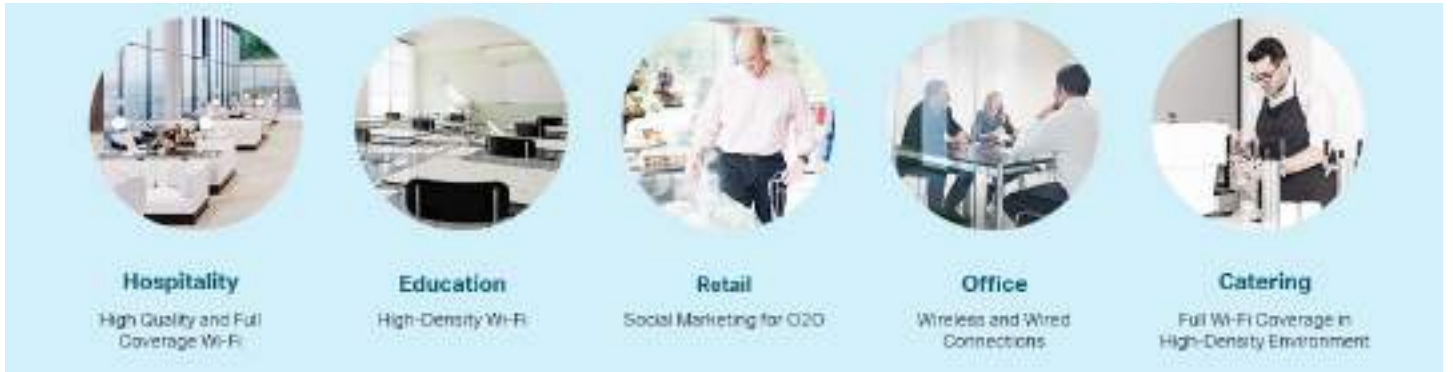 Hospitality
High Quality and Full
Coverage Wi-Fi
Education
High-Density Wi-Fi
Retail
Social Marketing for O2O
Office
Wireless and Wired
Connections
Catering
Full Wi-Fi Coverage in
High-Density Environment